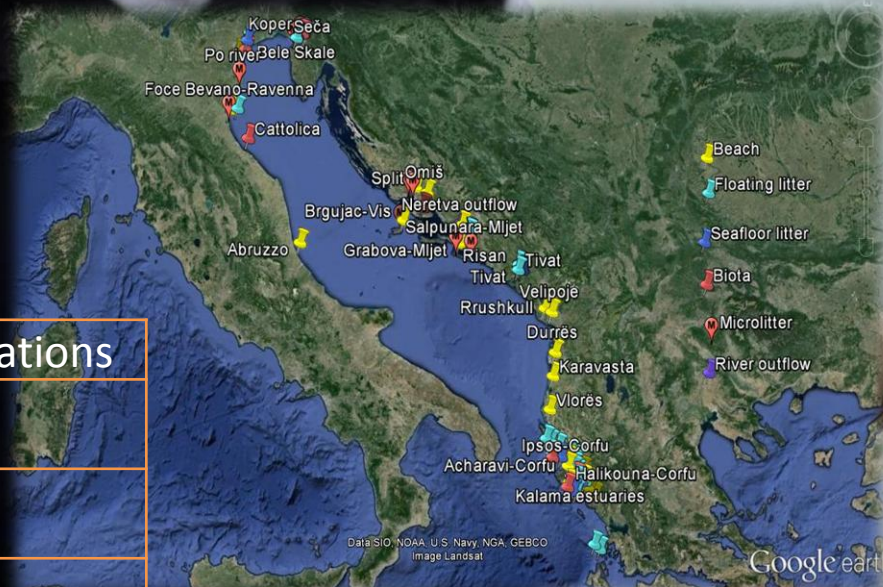 Koper
Seča
Po river
Bele Skale
Foce Bevano-Ravenna
Cattolica
Split
Omiš
Brgujac-Vis
Neretva outflow
Salpunara-Mljet
Abruzzo
Grabova-Mljet
Risan
Tivat
Tivat
Velipojë
Rrushkull
Durrës
Karavasta
Vlorës
Ipsos-Corfu
Acharavi-Corfu
Halikouna-Corfu
Kalama estuaries
Beach
Floating litter
Seafloor litter
Biota
M Microlitter
River outflow
ations
Data SIO, NOAA, U.S. Navy, NGA, GEBCO
Image Landsat
Google eart